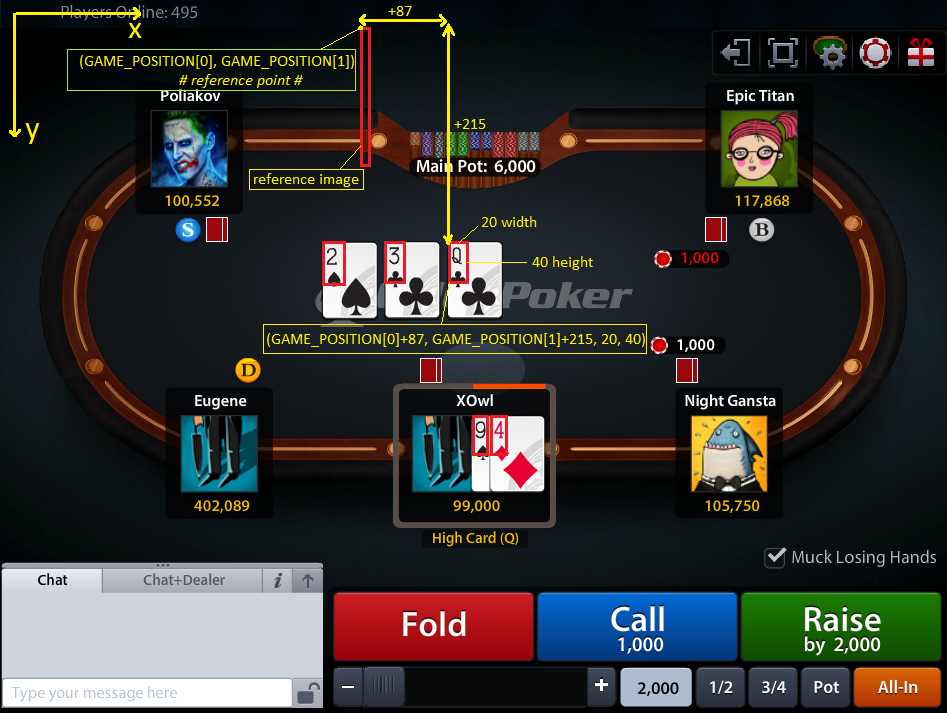 Players Online: 495
+87
x
(GAME_POSITION[0], GAME_POSITION[1])
# reference point #
y
Poliakov
Epic Titan
+215
Main Pot: 6,000
reference image
100,552
117,868
S
B
20 width
2
3
Q
40 height
1,000
Poker
(GAME_POSITION[0]+87, GAME_POSITION[1]+215, 20, 40)
1,000
D
Eugene
XOwl
Night Gansta
9
4
402,089
99,000
105,750
High Card (Q)
Muck Losing Hands
Chat
Chat+Dealer
i
Fold
Call
1,000
Raise
by 2,000
Type your message here
−
+
2,000
1/2
3/4
Pot
All-In